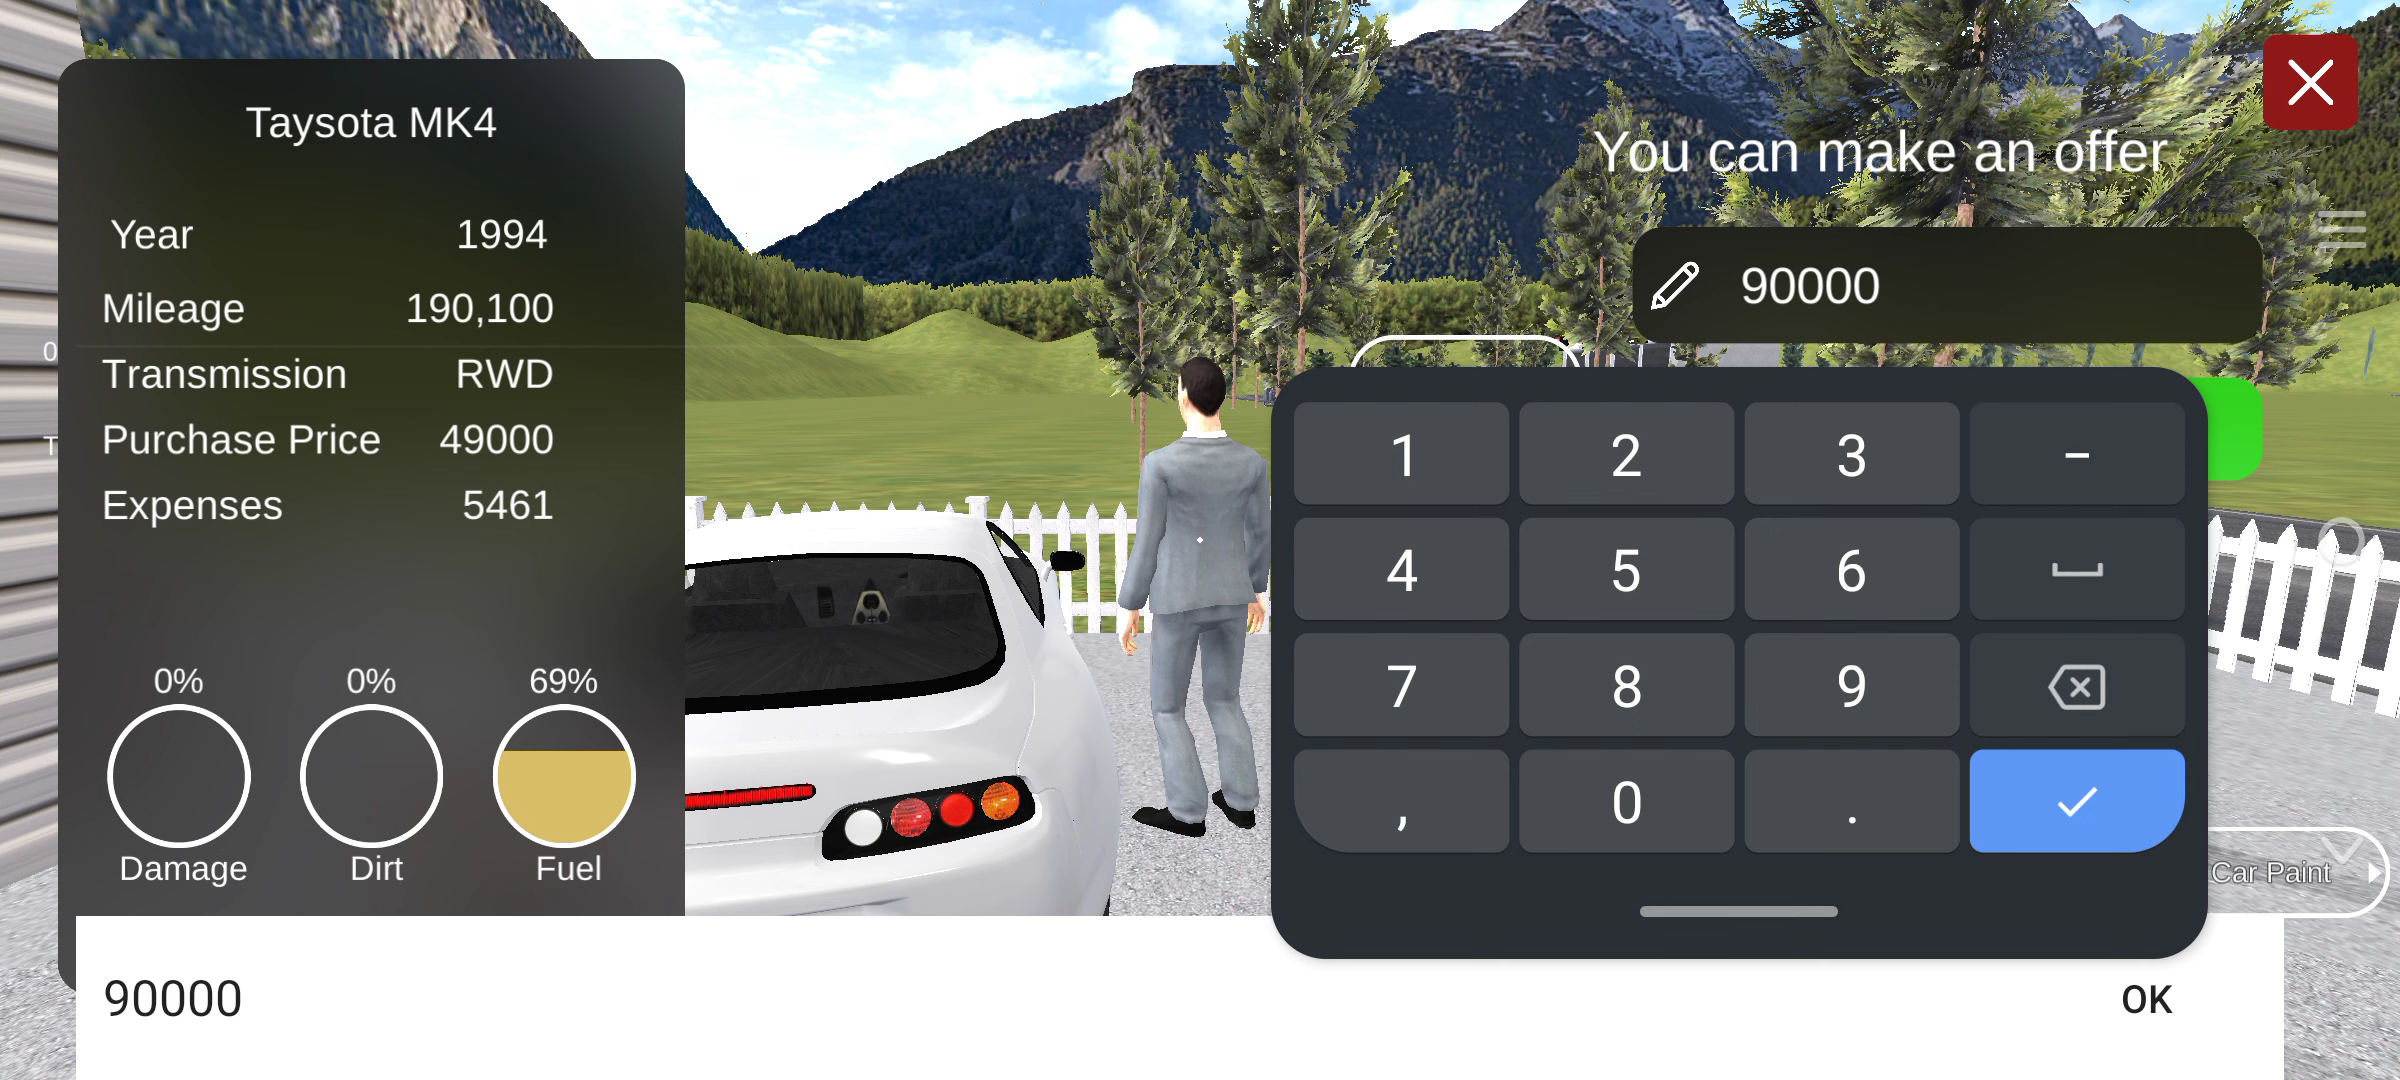 Taysota MK4
Year 1994
Mileage 190,100
Transmission RWD
Purchase Price 49000
Expenses 5461
0% 0% 69%
Damage Dirt Fuel
0
T
You can make an offer
90000
1 2 3 –
4 5 6
7 8 9
, 0 .
Car Paint
90000
OK